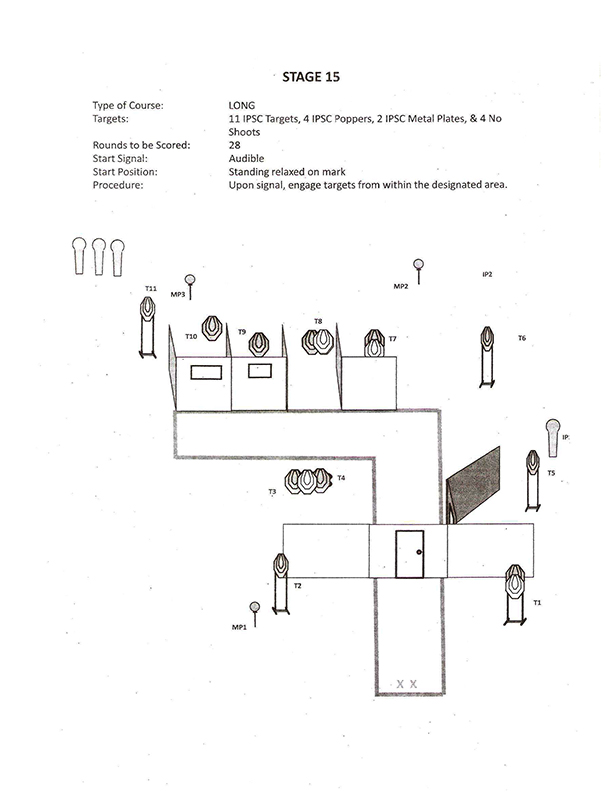 STAGE 15
Type of Course: LONG
Targets: 11 IPSC Targets, 4 IPSC Poppers, 2 IPSC Metal Plates, & 4 No
Shoots
Rounds to be Scored: 28
Start Signal: Audible
Start Position: Standing relaxed on mark
Procedure: Upon signal, engage targets from within the designated area.
MP2
IP2
T11
MP3
T10
T9
T8
T7
T6
IP
T3
T4
T5
T2
T1
MP1
X X